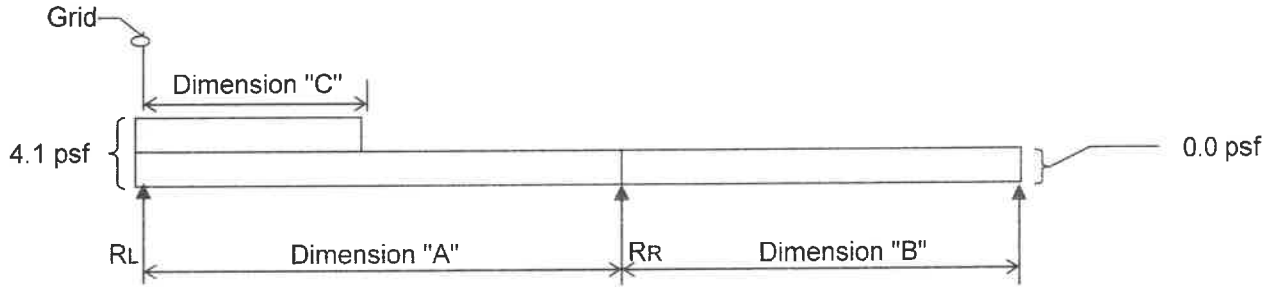 Grid
Dimension "C"
4.1 psf
0.0 psf
RL
Dimension "A"
RR
Dimension "B"